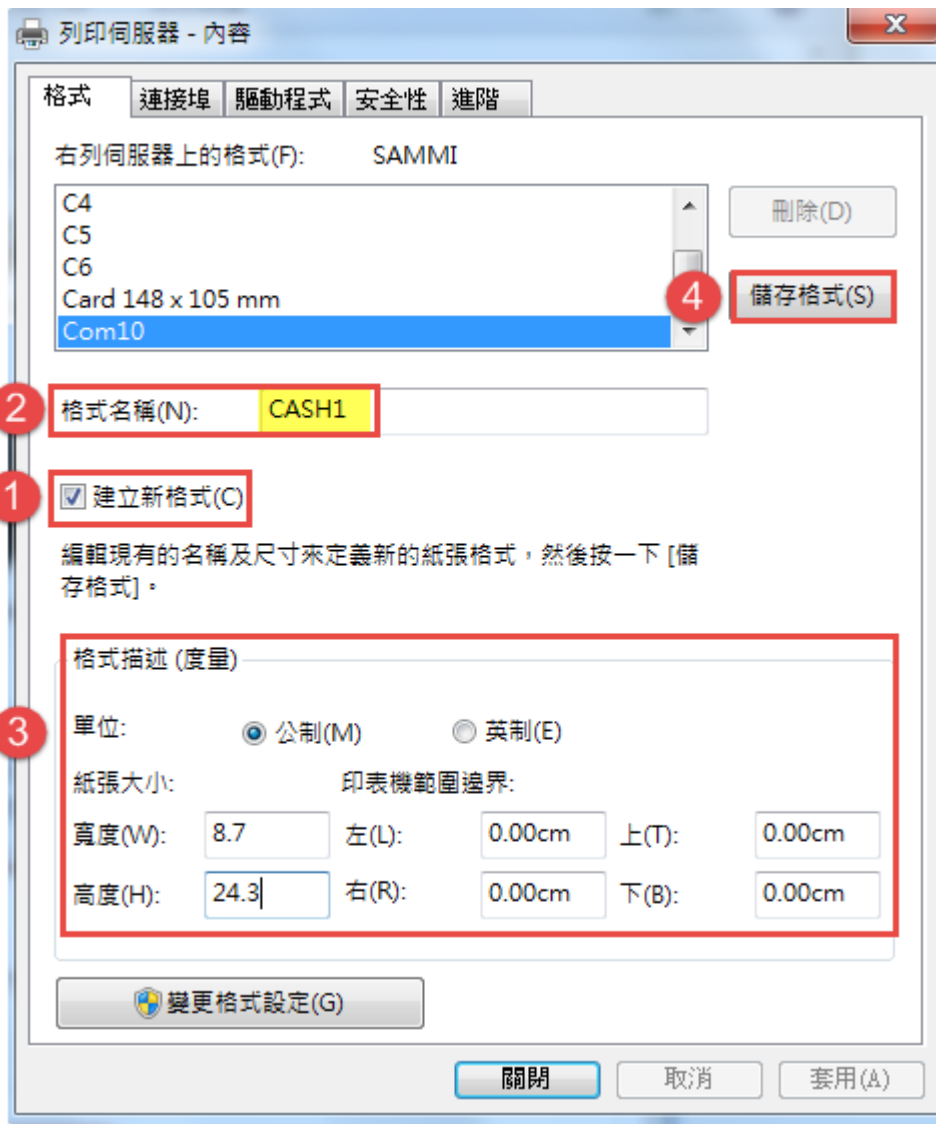 列印伺服器 - 內容
格式 連接埠 驅動程式 安全性 進階
右列伺服器上的格式(F): SAMMI
C4
C5
C6
Card 148 x 105 mm
Com10
刪除(D)
4 儲存格式(S)
2 格式名稱(N): CASH1
1 建立新格式(C)
編輯現有的名稱及尺寸來定義新的紙張格式，然後按一下 [儲
存格式]。
格式描述 (度量)
3 單位: 公制(M) 英制(E)
紙張大小: 印表機範圍邊界:
寬度(W): 8.7 左(L): 0.00cm 上(T): 0.00cm
高度(H): 24.3 右(R): 0.00cm 下(B): 0.00cm
變更格式設定(G)
關閉 取消 套用(A)